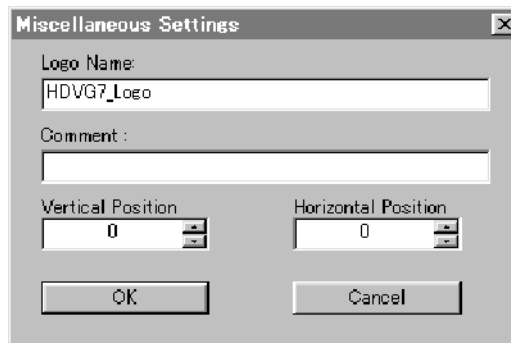 Miscellaneous Settings
Logo Name:
HDVG7_Logo
Comment :
Vertical Position Horizontal Position
0 0
OK Cancel